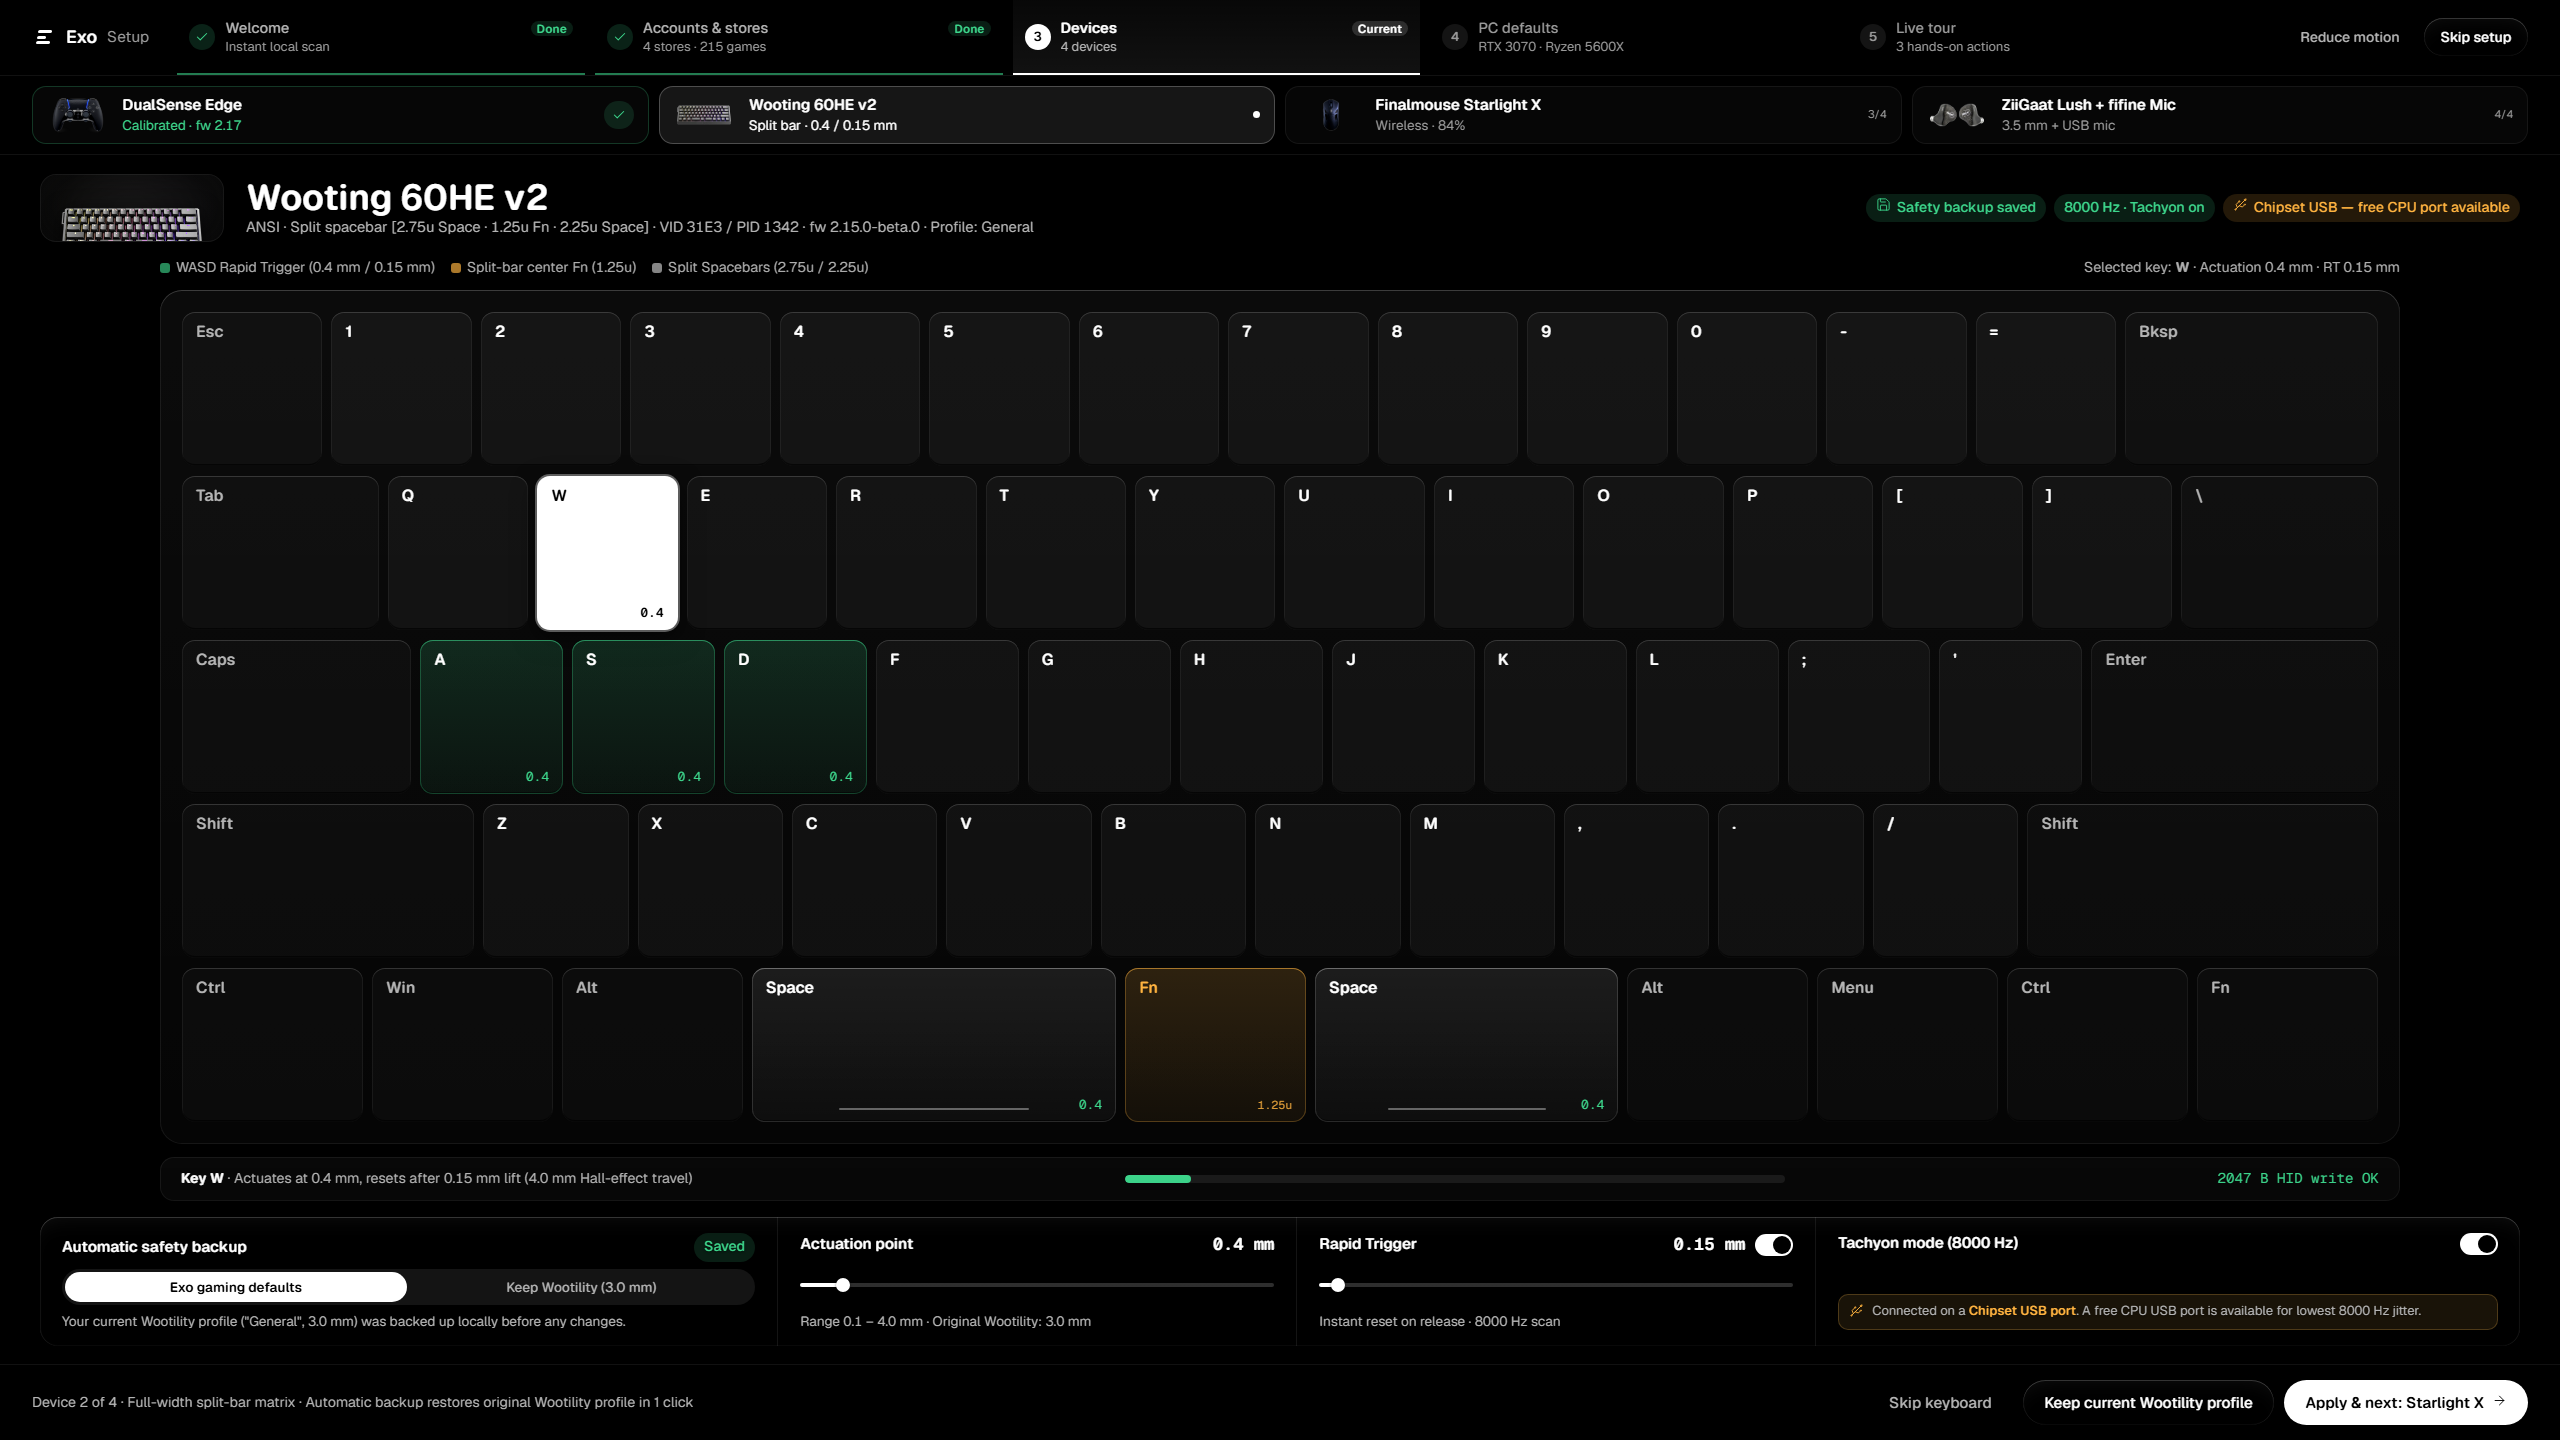 Exo Setup
Welcome
Instant local scan
Done
Accounts & stores
4 stores · 215 games
Done
3
Devices
4 devices
Current
4
PC defaults
RTX 3070 · Ryzen 5600X
5
Live tour
3 hands-on actions
Reduce motion
Skip setup
DualSense Edge
Calibrated · fw 2.17
Wooting 60HE v2
Split bar · 0.4 / 0.15 mm
Finalmouse Starlight X
Wireless · 84%
3/4
ZiiGaat Lush + fifine Mic
3.5 mm + USB mic
4/4
Wooting 60HE v2
ANSI · Split spacebar [2.75u Space · 1.25u Fn · 2.25u Space] · VID 31E3 / PID 1342 · fw 2.15.0-beta.0 · Profile: General
Safety backup saved
8000 Hz · Tachyon on
Chipset USB — free CPU port available
WASD Rapid Trigger (0.4 mm / 0.15 mm)
Split-bar center Fn (1.25u)
Split Spacebars (2.75u / 2.25u)
Selected key: W · Actuation 0.4 mm · RT 0.15 mm
Esc 1 2 3 4 5 6 7 8 9 0 - = Bksp
Tab Q W E R T Y U I O P [ ] \
0.4
Caps A S D F G H J K L ; ' Enter
0.4 0.4 0.4
Shift Z X C V B N M , . / Shift
Ctrl Win Alt Space Fn Space Alt Menu Ctrl Fn
0.4 1.25u 0.4
Key W · Actuates at 0.4 mm, resets after 0.15 mm lift (4.0 mm Hall-effect travel)
2047 B HID write OK
Automatic safety backup
Saved
Exo gaming defaults
Keep Wootility (3.0 mm)
Your current Wootility profile ("General", 3.0 mm) was backed up locally before any changes.
Actuation point
0.4 mm
Range 0.1 – 4.0 mm · Original Wootility: 3.0 mm
Rapid Trigger
0.15 mm
Instant reset on release · 8000 Hz scan
Tachyon mode (8000 Hz)
Connected on a Chipset USB port. A free CPU USB port is available for lowest 8000 Hz jitter.
Device 2 of 4 · Full-width split-bar matrix · Automatic backup restores original Wootility profile in 1 click
Skip keyboard
Keep current Wootility profile
Apply & next: Starlight X →